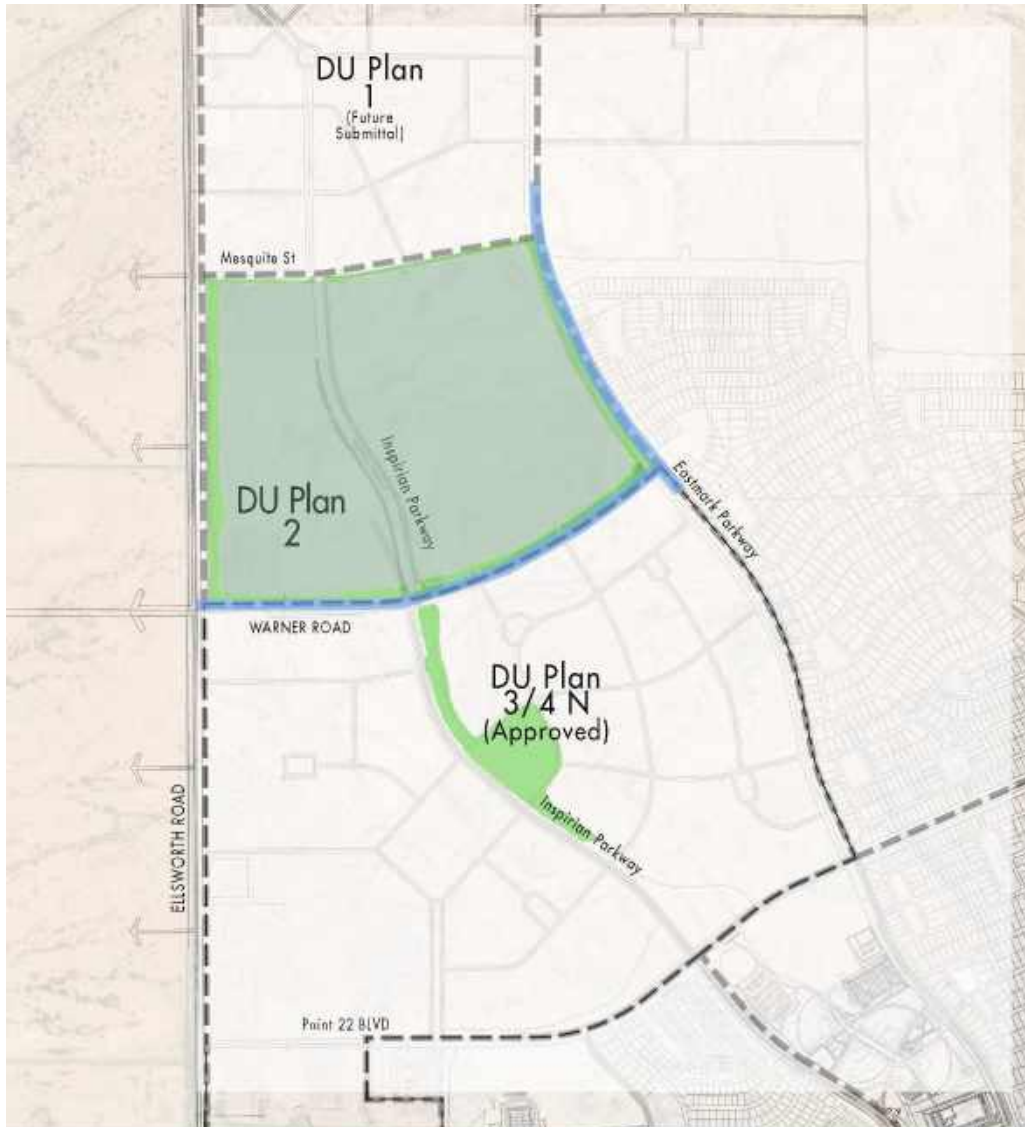 DU Plan
1
(Future
Submittal)
Mesquite St
Inspirian Parkway
DU Plan
2
Eastmark Parkway
WARNER ROAD
DU Plan
3/4 N
(Approved)
Inspirian Parkway
ELLSWORTH ROAD
Point 22 BLVD